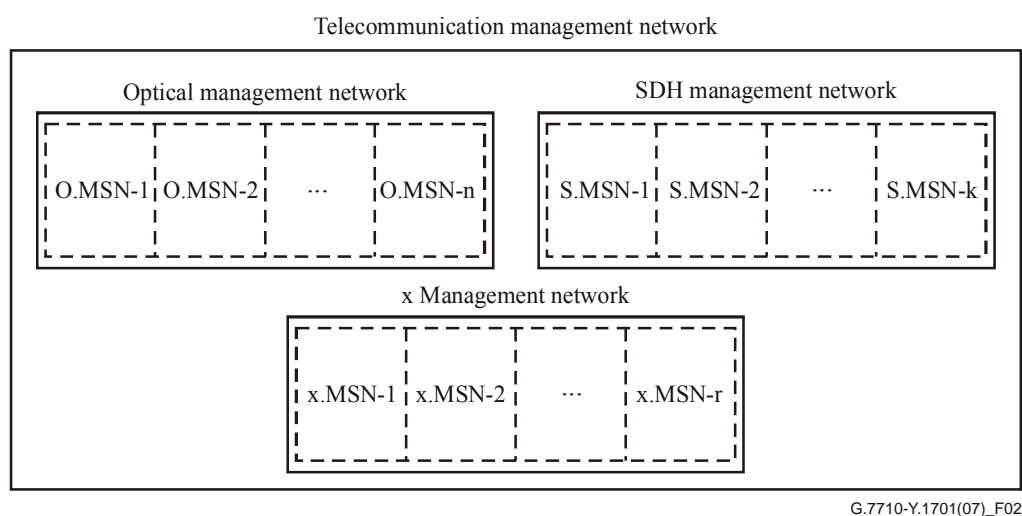 Telecommunication management network
Optical management network
SDH management network
O.MSN-1 O.MSN-2 ... O.MSN-n
S.MSN-1 S.MSN-2 ... S.MSN-k
x Management network
x.MSN-1 x.MSN-2 ... x.MSN-r
G.7710-Y.1701(07)_F02